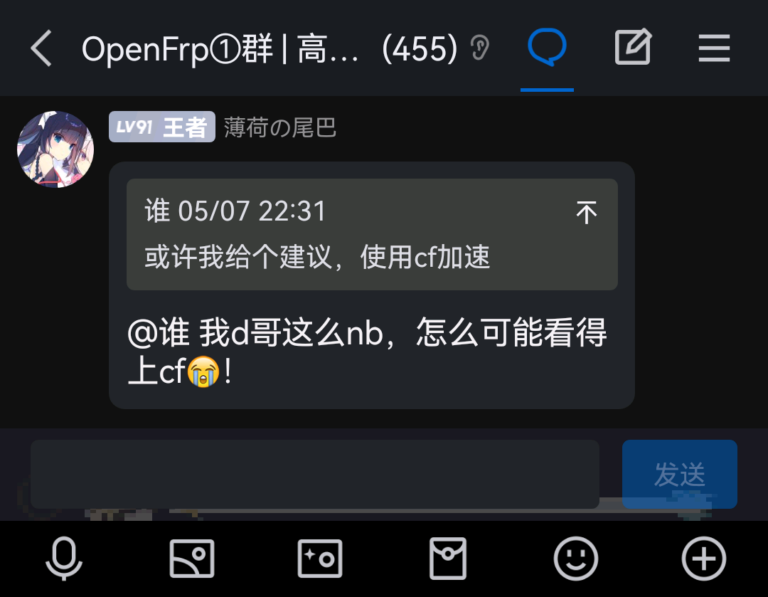 OpenFrp①群 | 高... (455)
LV91 王者 薄荷の尾巴
谁 05/07 22:31
或许我给个建议，使用cf加速
@谁 我d哥这么nb，怎么可能看得
上cf😭！
发送